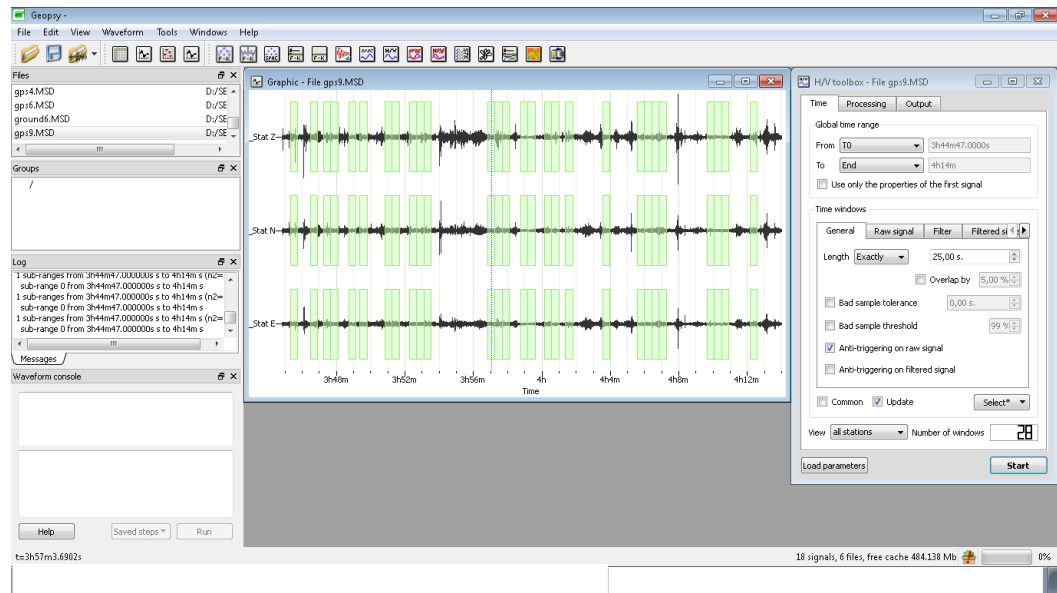 Geopsy -
File Edit View Waveform Tools Windows Help
Files
gps4.MSD D:/SE
gps6.MSD D:/SE
ground6.MSD D:/SE
gps9.MSD D:/SE
Groups
/
Log
1 sub-ranges from 3h44m47.000000s s to 4h14m s (n2=
sub-range 0 from 3h44m47.000000s s to 4h14m s
1 sub-ranges from 3h44m47.000000s s to 4h14m s (n2=
sub-range 0 from 3h44m47.000000s s to 4h14m s
1 sub-ranges from 3h44m47.000000s s to 4h14m s (n2=
sub-range 0 from 3h44m47.000000s s to 4h14m s
Messages
Waveform console
Help Saved steps Run
t=3h57m3.6902s
Graphic - File gps9.MSD
_Stat Z
_Stat N
_Stat E
3h48m 3h52m 3h56m 4h 4h4m 4h8m 4h12m
Time
H/V toolbox - File gps9.MSD
Time Processing Output
Global time range
From T0 3h44m47.0000s
To End 4h14m
Use only the properties of the first signal
Time windows
General Raw signal Filter Filtered si
Length Exactly 25,00 s.
Overlap by 5,00 %
Bad sample tolerance 0,00 s.
Bad sample threshold 99 %
Anti-triggering on raw signal
Anti-triggering on filtered signal
Common Update Select*
View all stations Number of windows 28
Load parameters Start
18 signals, 6 files, free cache 484.138 Mb 0%